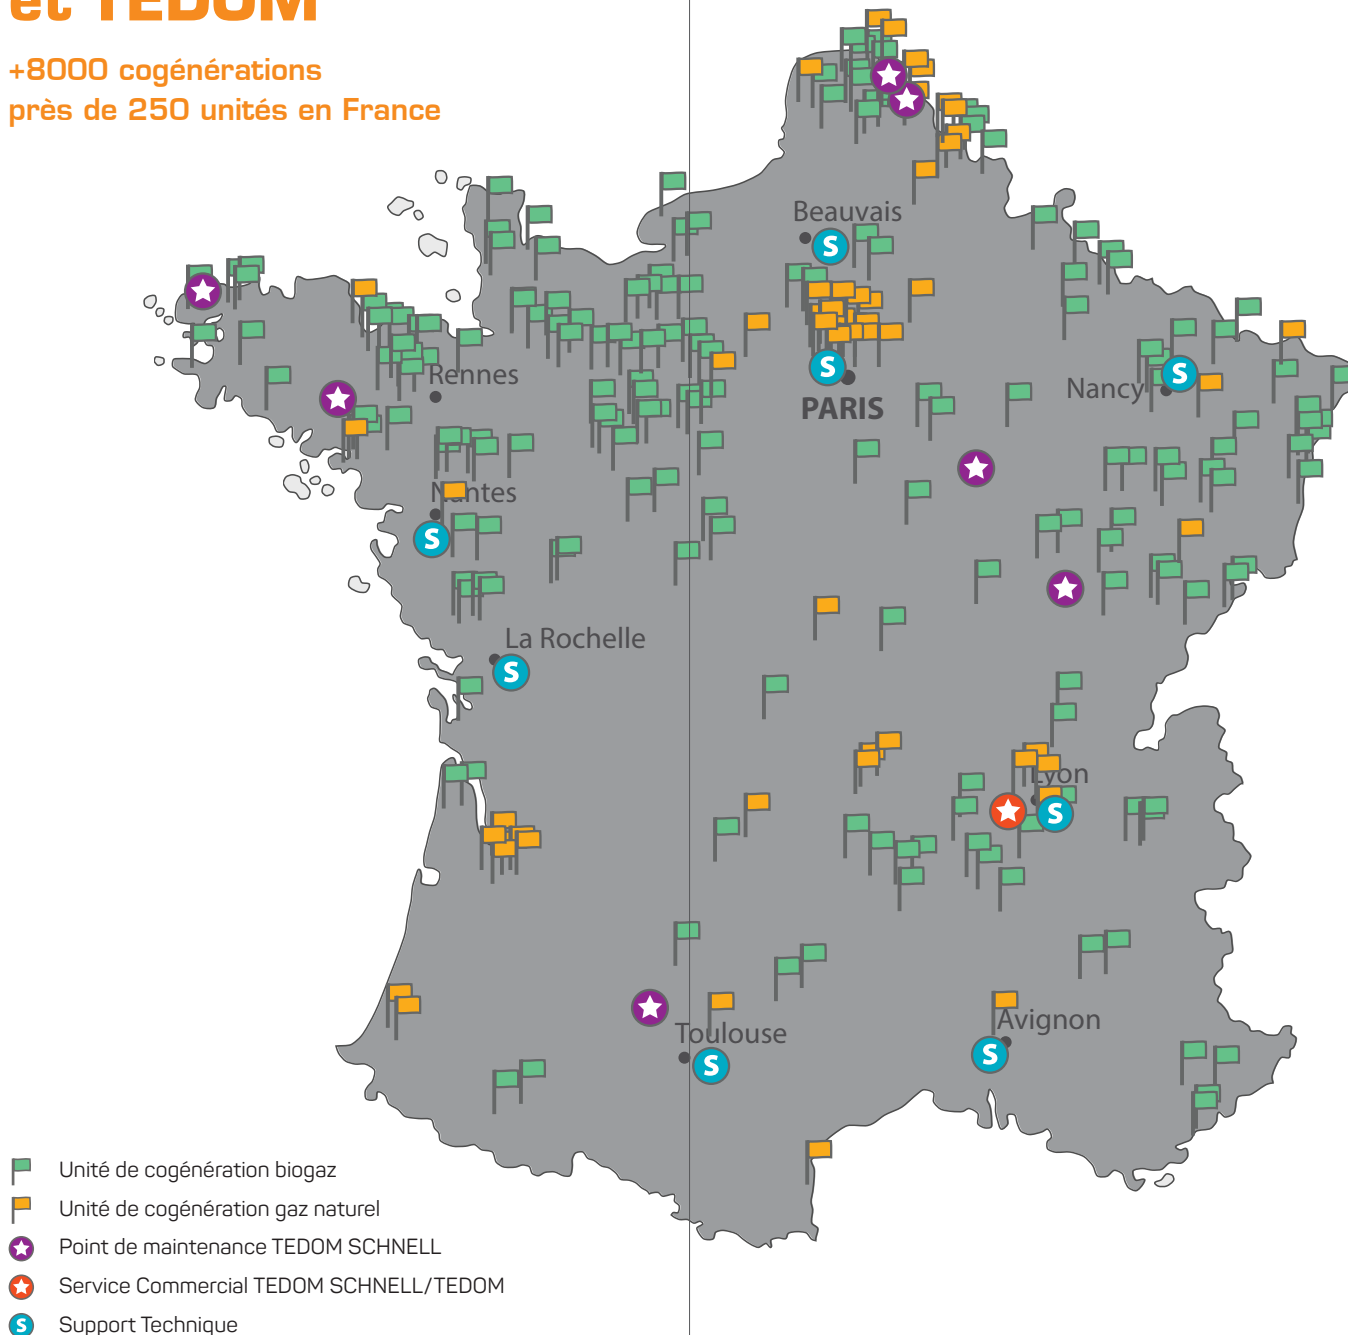 et TEDOM
+8000 cogénérations
près de 250 unités en France
Beauvais
Rennes
PARIS
Nancy
Nantes
La Rochelle
Lyon
Toulouse
Avignon
S
S
S
S
S
S
S
S
Unité de cogénération biogaz
Unité de cogénération gaz naturel
Point de maintenance TEDOM SCHNELL
Service Commercial TEDOM SCHNELL/TEDOM
S Support Technique